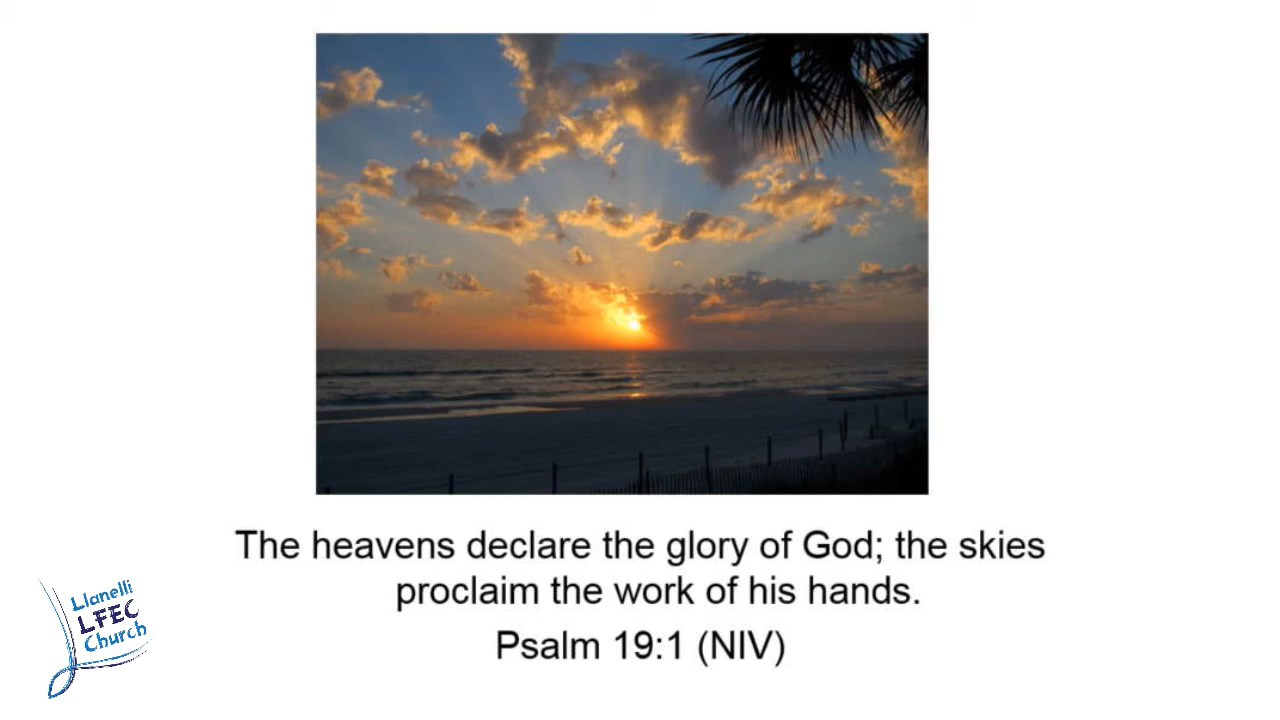 The heavens declare the glory of God; the skies
proclaim the work of his hands.
Psalm 19:1 (NIV)
Llanelli
LFEC
Church